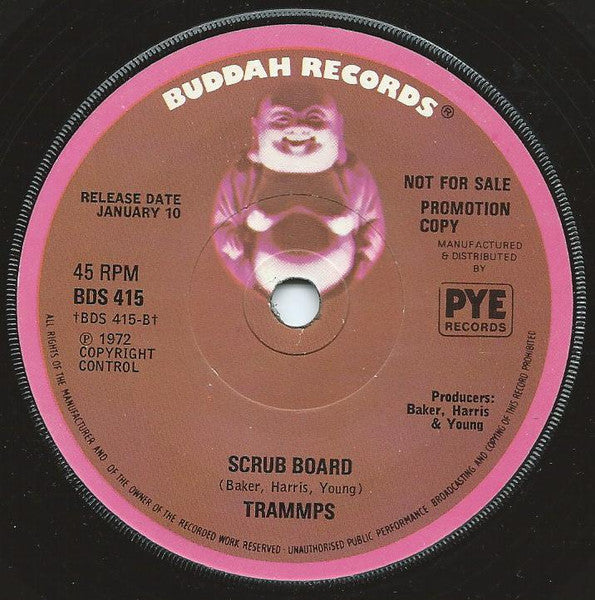 BUDDAH RECORDS®
RELEASE DATE
JANUARY 10
NOT FOR SALE
PROMOTION
COPY
MANUFACTURED
& DISTRIBUTED
BY
PYE
RECORDS
45 RPM
BDS 415
†BDS 415-B†
℗ 1972
COPYRIGHT
CONTROL
Producers:
Baker, Harris
& Young
SCRUB BOARD
(Baker, Harris, Young)
TRAMMPS
ALL RIGHTS OF THE MANUFACTURER AND OF THE OWNER OF THE RECORDED WORK RESERVED - UNAUTHORISED PUBLIC PERFORMANCE BROADCASTING AND COPYING OF THIS RECORD PROHIBITED